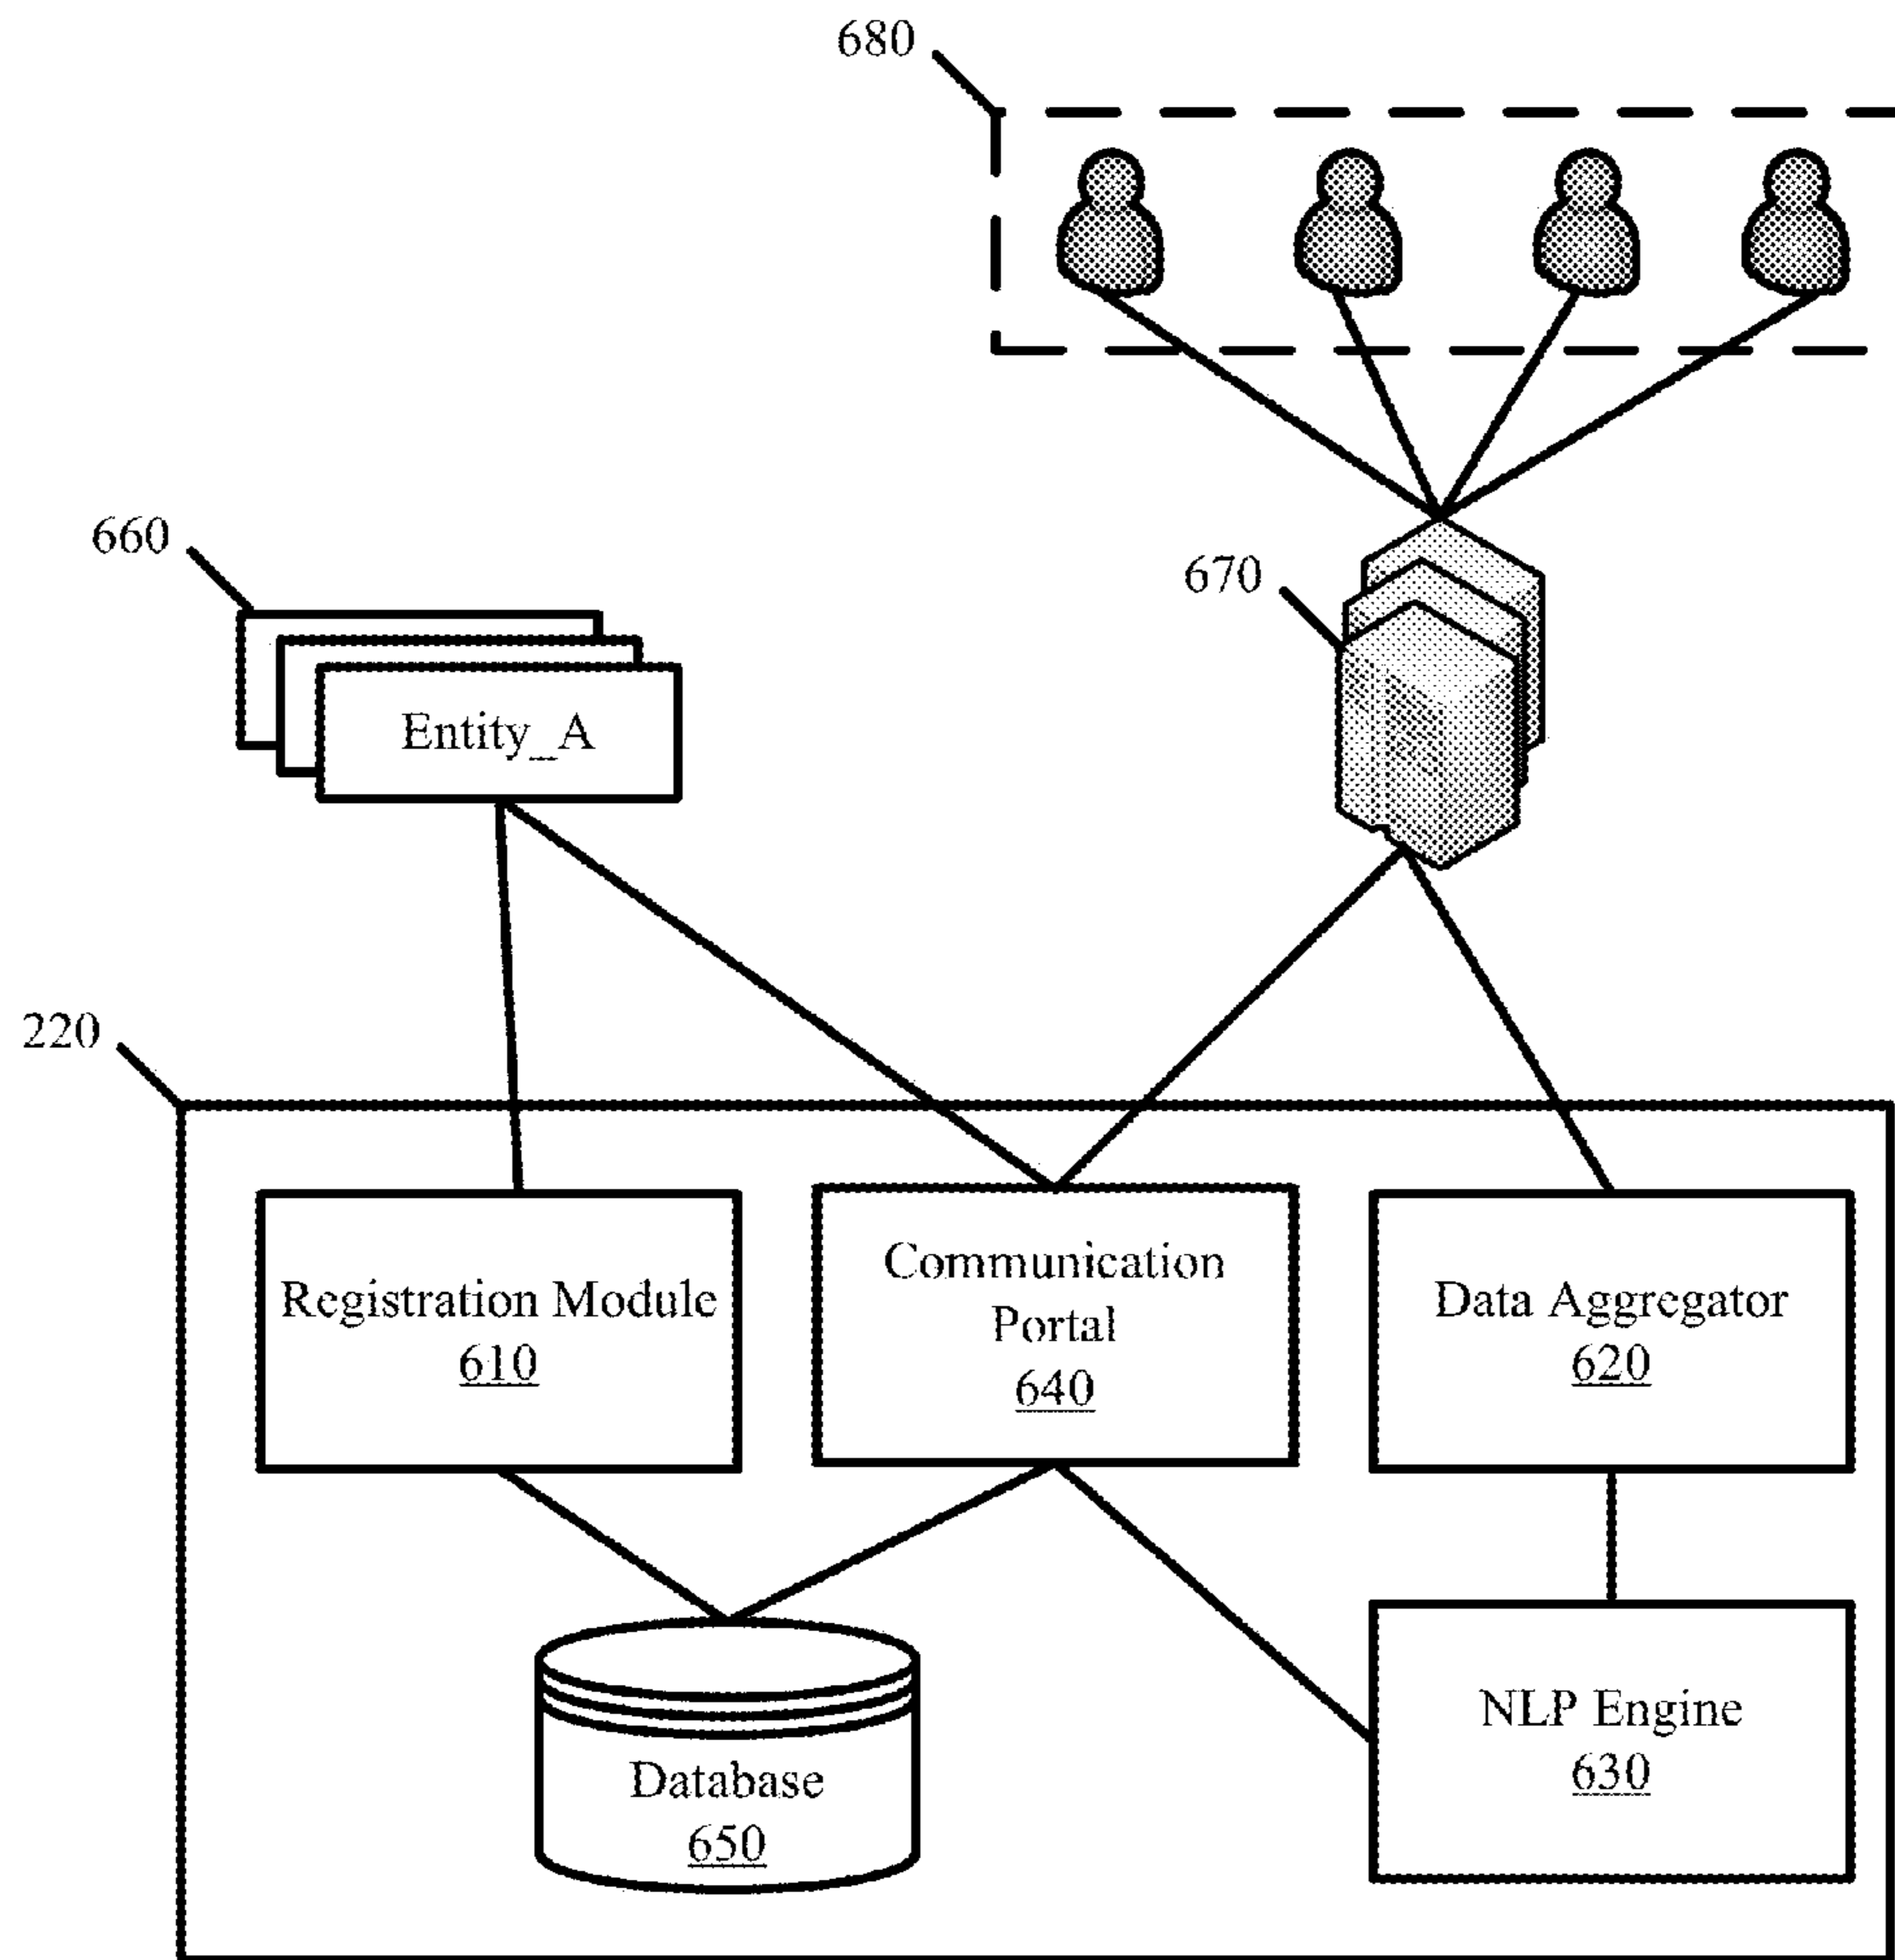 680
660
670
Entity_A
220
Registration Module
610
Communication
Portal
640
Data Aggregator
620
Database
650
NLP Engine
630